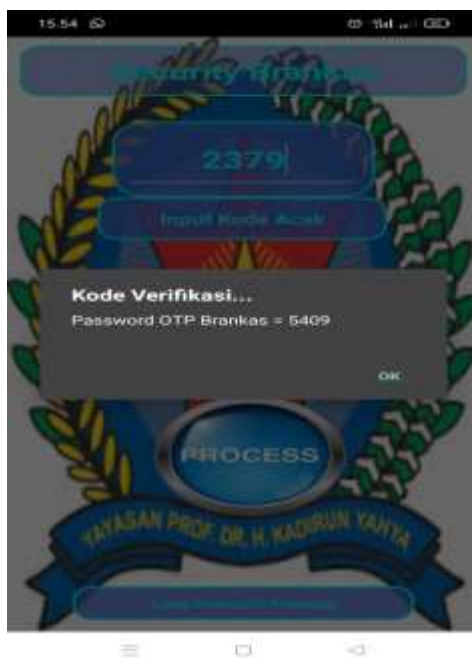 15.54
Security Brankas
2379
Input Kode Acak
Kode Verifikasi...
Password OTP Brankas = 5409
OK
PROCESS
YAYASAN PROF. DR. H. KADIRUN YAHYA